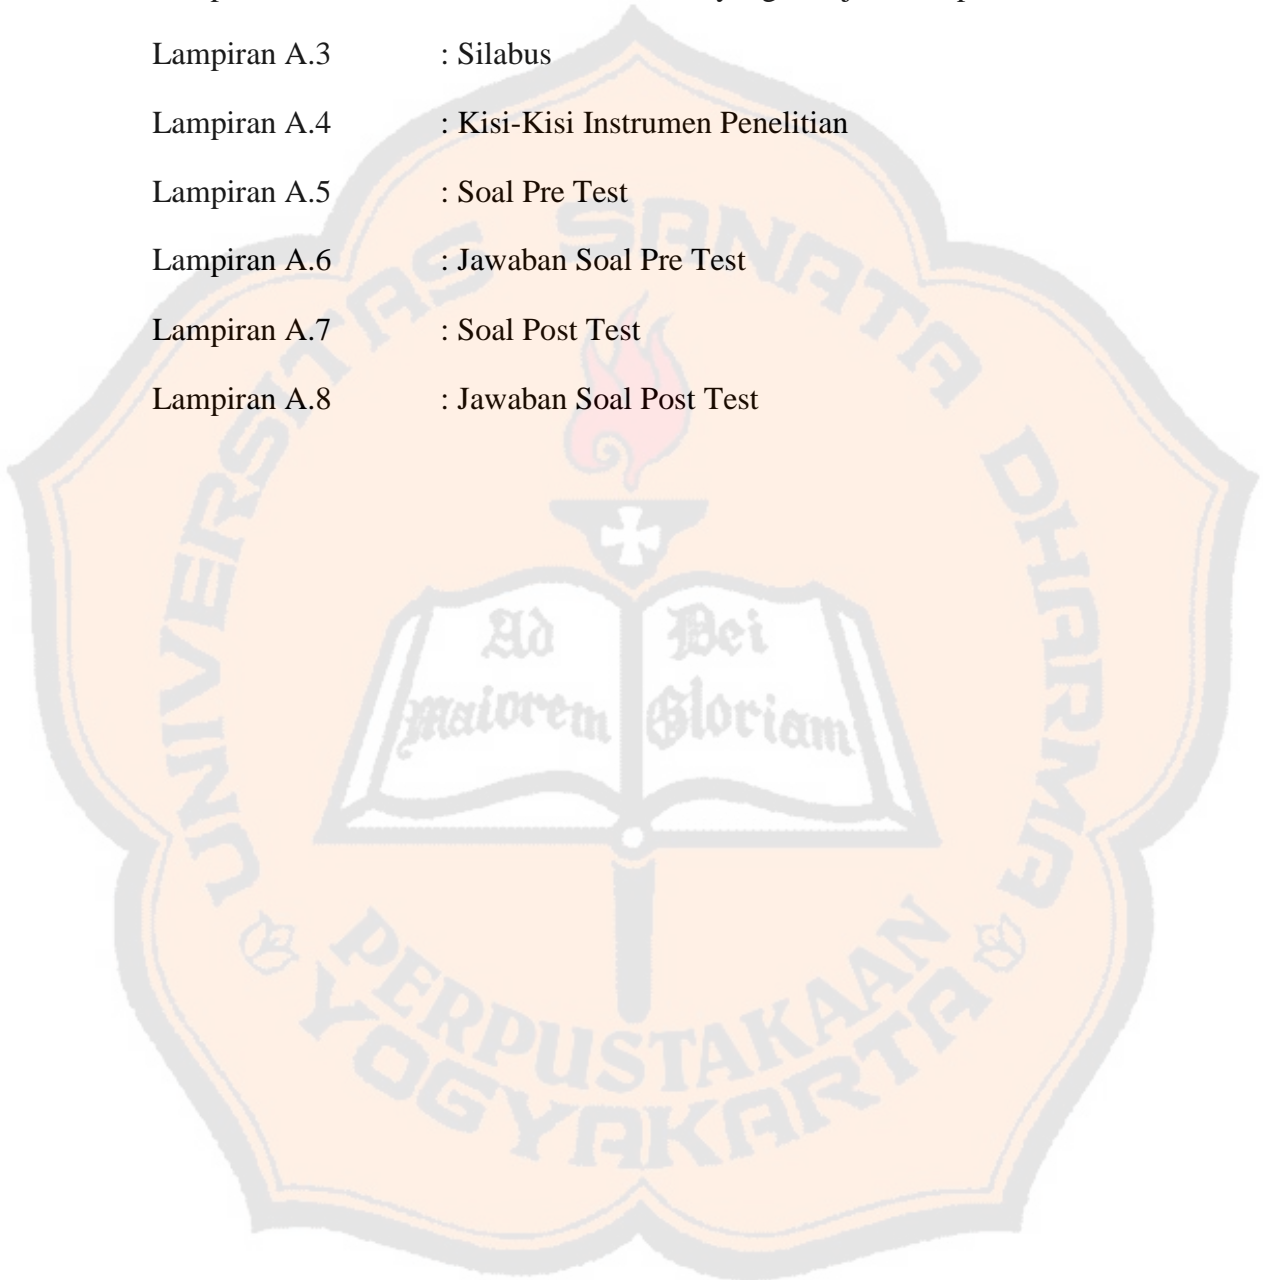 Lampiran A.3 : Silabus
Lampiran A.4 : Kisi-Kisi Instrumen Penelitian
Lampiran A.5 : Soal Pre Test
Lampiran A.6 : Jawaban Soal Pre Test
Lampiran A.7 : Soal Post Test
Lampiran A.8 : Jawaban Soal Post Test
UNIVERSITAS SANATA DHARMA
Ad Dei
maiorem Gloriam
PERPUSTAKAAN
YOGYAKARTA